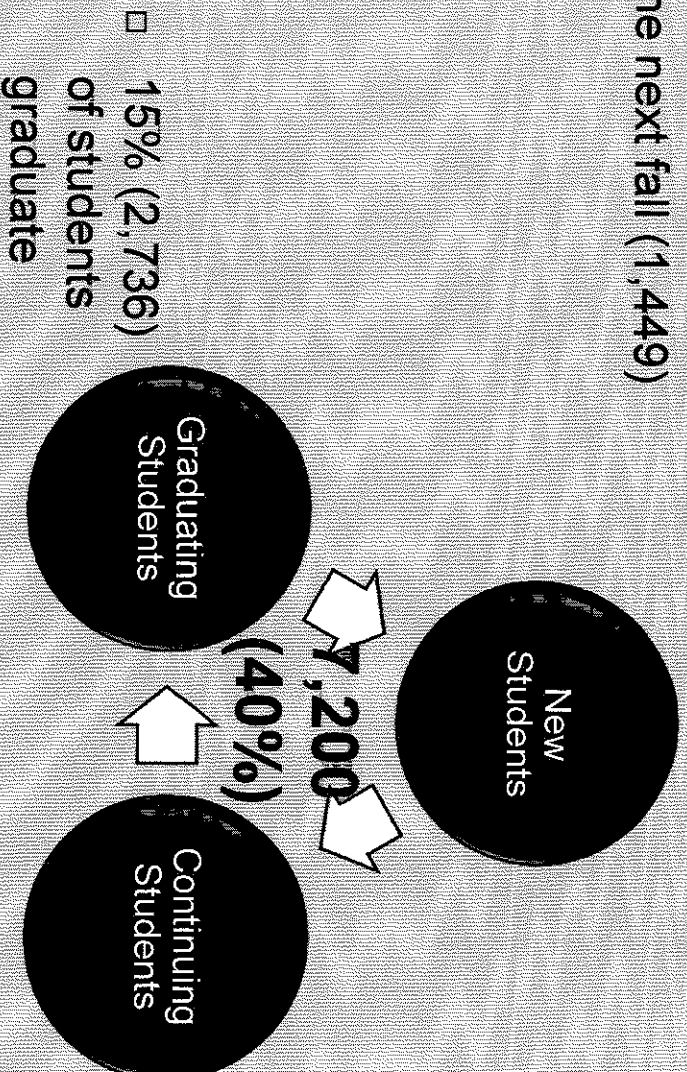 he next fall (1,449)
New
Students
7,200
(40%)
15% (2,736)
of students
graduate
Graduating
Students
Continuing
Students